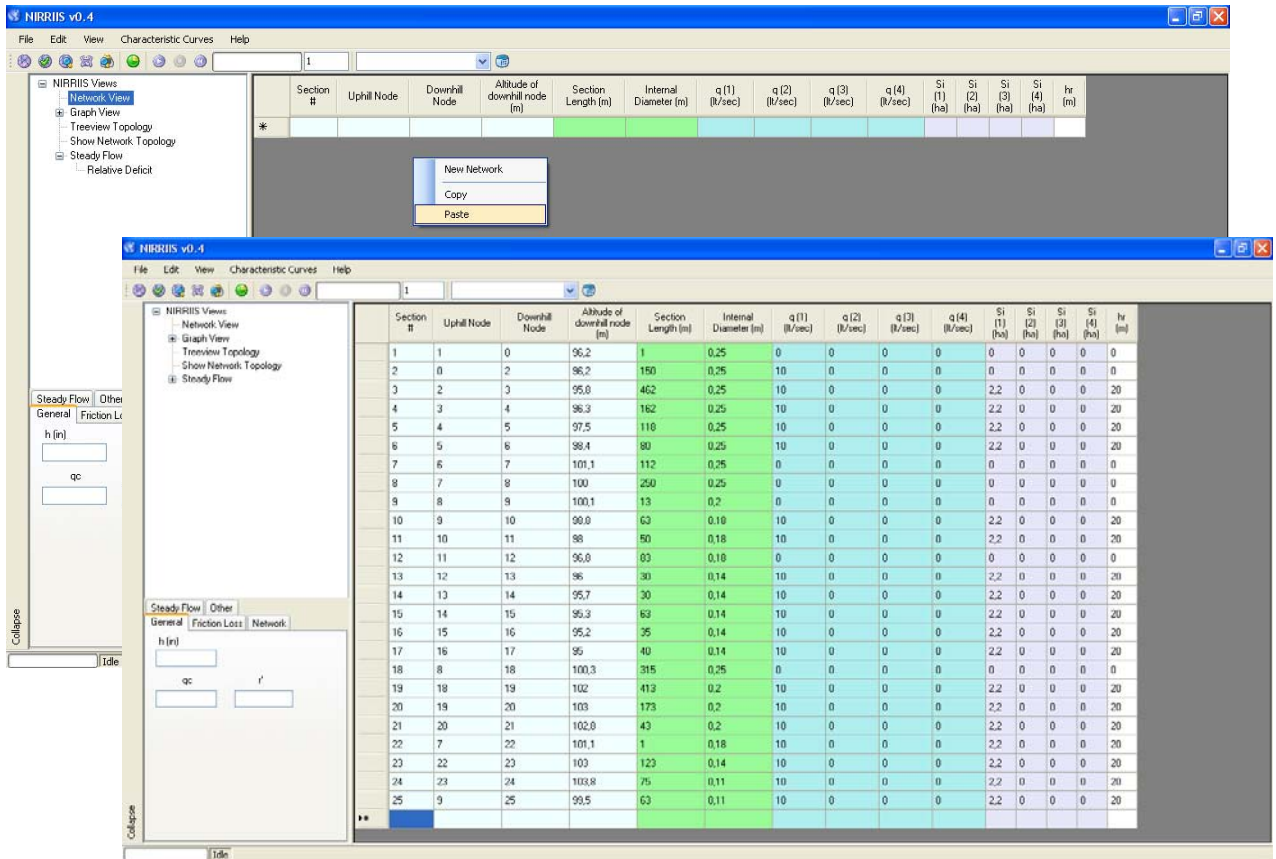 NIRRIIS v0.4
File Edit View Characteristic Curves Help
1
NIRRIIS Views
Network View
Graph View
Treeview Topology
Show Network Topology
Steady Flow
Relative Deficit
Section # Uphill Node Downhill Node Altitude of downhill node (m) Section Length (m) Internal Diameter (m) q (1) (lt/sec) q (2) (lt/sec) q (3) (lt/sec) q (4) (lt/sec) Si (1) (ha) Si (2) (ha) Si (3) (ha) Si (4) (ha) hr (m)
New Network
Copy
Paste
Steady Flow Other
General Friction Lo
h (in)
qc
Collapse
Idle
NIRRIIS v0.4
File Edit View Characteristic Curves Help
1
NIRRIIS Views
Network View
Graph View
Treeview Topology
Show Network Topology
Steady Flow
Section # Uphill Node Downhill Node Altitude of downhill node (m) Section Length (m) Internal Diameter (m) q (1) (lt/sec) q (2) (lt/sec) q (3) (lt/sec) q (4) (lt/sec) Si (1) (ha) Si (2) (ha) Si (3) (ha) Si (4) (ha) hr (m)
1 1 0 96,2 1 0,25 0 0 0 0 0 0 0 0 0
2 0 2 96,2 150 0,25 10 0 0 0 0 0 0 0 0
3 2 3 95,8 462 0,25 10 0 0 0 2,2 0 0 0 20
4 3 4 96,3 162 0,25 10 0 0 0 2,2 0 0 0 20
5 4 5 97,5 118 0,25 10 0 0 0 2,2 0 0 0 20
6 5 6 98,4 80 0,25 10 0 0 0 2,2 0 0 0 20
7 6 7 101,1 112 0,25 0 0 0 0 0 0 0 0 0
8 7 8 100 250 0,25 0 0 0 0 0 0 0 0 0
9 8 9 100,1 13 0,2 0 0 0 0 0 0 0 0 0
10 9 10 98,8 63 0,18 10 0 0 0 2,2 0 0 0 20
11 10 11 98 50 0,18 10 0 0 0 2,2 0 0 0 20
12 11 12 96,8 83 0,18 0 0 0 0 0 0 0 0 0
13 12 13 96 30 0,14 10 0 0 0 2,2 0 0 0 20
14 13 14 95,7 30 0,14 10 0 0 0 2,2 0 0 0 20
15 14 15 95,3 63 0,14 10 0 0 0 2,2 0 0 0 20
16 15 16 95,2 35 0,14 10 0 0 0 2,2 0 0 0 20
17 16 17 95 40 0,14 10 0 0 0 2,2 0 0 0 20
18 8 18 100,3 315 0,25 0 0 0 0 0 0 0 0 0
19 18 19 102 413 0,2 10 0 0 0 2,2 0 0 0 20
20 19 20 103 173 0,2 10 0 0 0 2,2 0 0 0 20
21 20 21 102,8 43 0,2 10 0 0 0 2,2 0 0 0 20
22 7 22 101,1 1 0,18 10 0 0 0 2,2 0 0 0 20
23 22 23 103 123 0,14 10 0 0 0 2,2 0 0 0 20
24 23 24 103,8 75 0,11 10 0 0 0 2,2 0 0 0 20
25 9 25 99,5 63 0,11 10 0 0 0 2,2 0 0 0 20
Steady Flow Other
General Friction Loss Network
h (in)
qc r'
Collapse
Idle